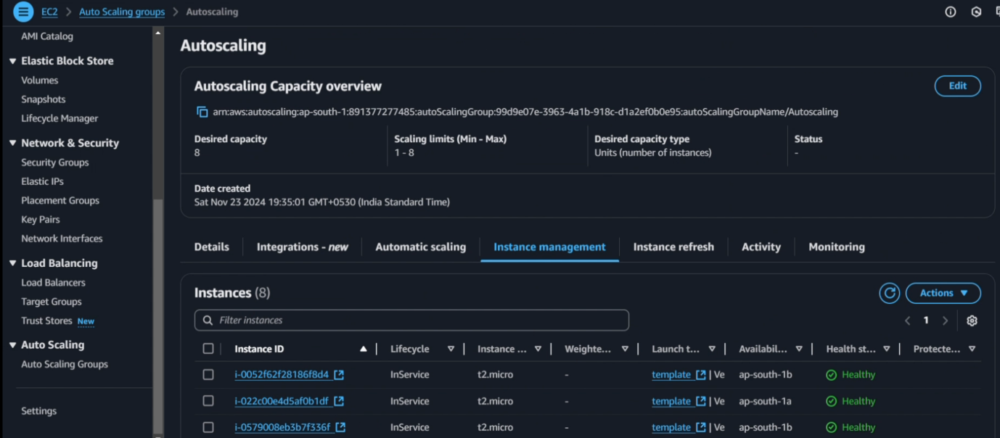 EC2 > Auto Scaling groups > Autoscaling
AMI Catalog
Elastic Block Store
Volumes
Snapshots
Lifecycle Manager
Network & Security
Security Groups
Elastic IPs
Placement Groups
Key Pairs
Network Interfaces
Load Balancing
Load Balancers
Target Groups
Trust Stores New
Auto Scaling
Auto Scaling Groups
Settings
Autoscaling
Autoscaling Capacity overview
Edit
arn:aws:autoscaling:ap-south-1:891377277485:autoScalingGroup:99d9e07e-3963-4a1b-918c-d1a2ef0b0e95:autoScalingGroupName/Autoscaling
Desired capacity
8
Scaling limits (Min - Max)
1 - 8
Desired capacity type
Units (number of instances)
Status
-
Date created
Sat Nov 23 2024 19:35:01 GMT+0530 (India Standard Time)
Details Integrations - new Automatic scaling Instance management Instance refresh Activity Monitoring
Instances (8)
Actions
Filter instances
1
Instance ID Lifecycle Instance ... Weighte... Launch t... Availabil... Health st... Protecte...
i-0052f62f28186f8d4 InService t2.micro - template | Ve ap-south-1b Healthy
i-022c00e4d5af0b1df InService t2.micro - template | Ve ap-south-1a Healthy
i-0579008eb3b7f336f InService t2.micro - template | Ve ap-south-1b Healthy